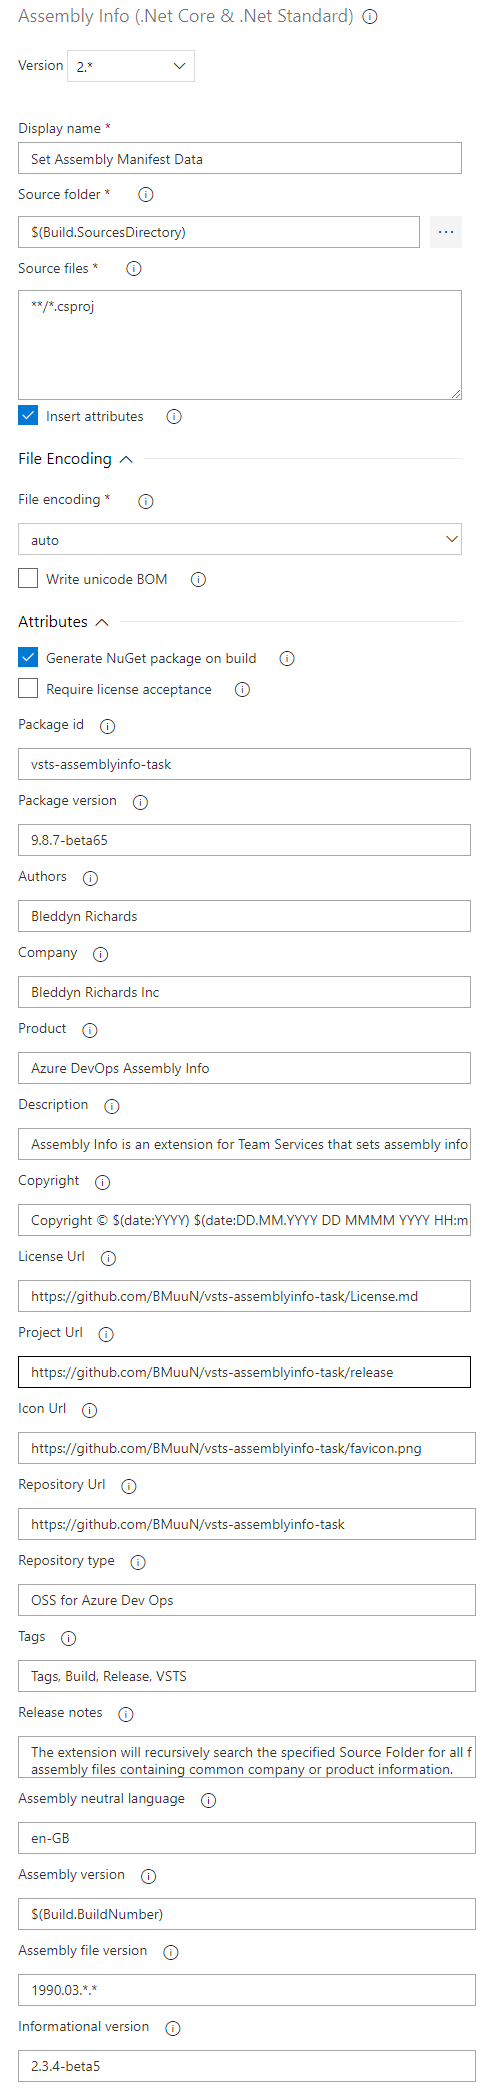 Assembly Info (.Net Core & .Net Standard)
Version 2.*
Display name *
Set Assembly Manifest Data
Source folder *
$(Build.SourcesDirectory)
...
Source files *
**/*.csproj
Insert attributes
File Encoding
File encoding *
auto
Write unicode BOM
Attributes
Generate NuGet package on build
Require license acceptance
Package id
vsts-assemblyinfo-task
Package version
9.8.7-beta65
Authors
Bleddyn Richards
Company
Bleddyn Richards Inc
Product
Azure DevOps Assembly Info
Description
Assembly Info is an extension for Team Services that sets assembly info
Copyright
Copyright © $(date:YYYY) $(date:DD.MM.YYYY DD MMMM YYYY HH:m
License Url
https://github.com/BMuuN/vsts-assemblyinfo-task/License.md
Project Url
https://github.com/BMuuN/vsts-assemblyinfo-task/release
Icon Url
https://github.com/BMuuN/vsts-assemblyinfo-task/favicon.png
Repository Url
https://github.com/BMuuN/vsts-assemblyinfo-task
Repository type
OSS for Azure Dev Ops
Tags
Tags, Build, Release, VSTS
Release notes
The extension will recursively search the specified Source Folder for all f
assembly files containing common company or product information.
Assembly neutral language
en-GB
Assembly version
$(Build.BuildNumber)
Assembly file version
1990.03.*.*
Informational version
2.3.4-beta5